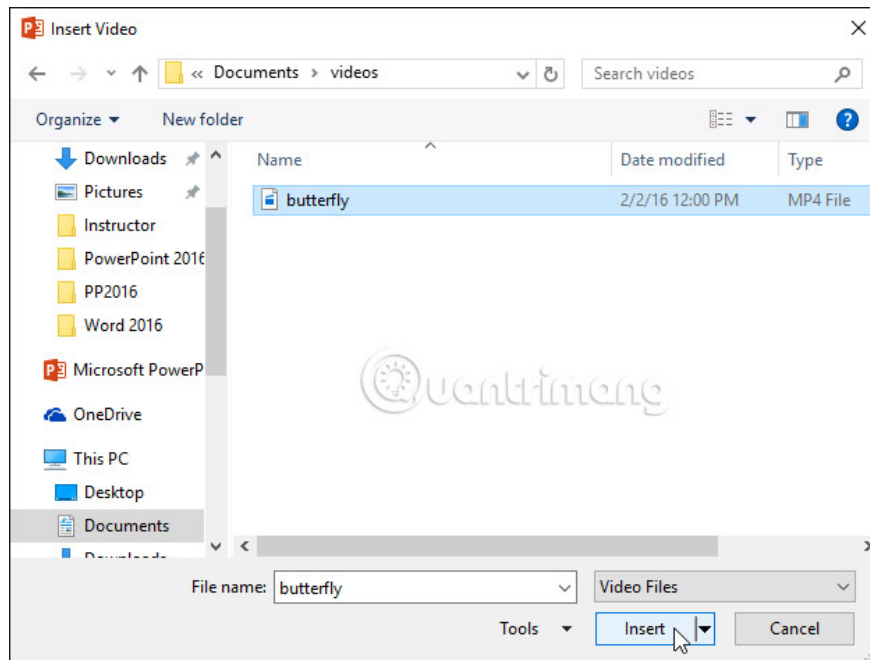 Insert Video
« Documents › videos
Search videos
Organize
New folder
Downloads
Pictures
Instructor
PowerPoint 2016
PP2016
Word 2016
Microsoft PowerP
OneDrive
This PC
Desktop
Documents
Name Date modified Type
butterfly 2/2/16 12:00 PM MP4 File
Quantrimang
File name: butterfly
Video Files
Tools Insert Cancel